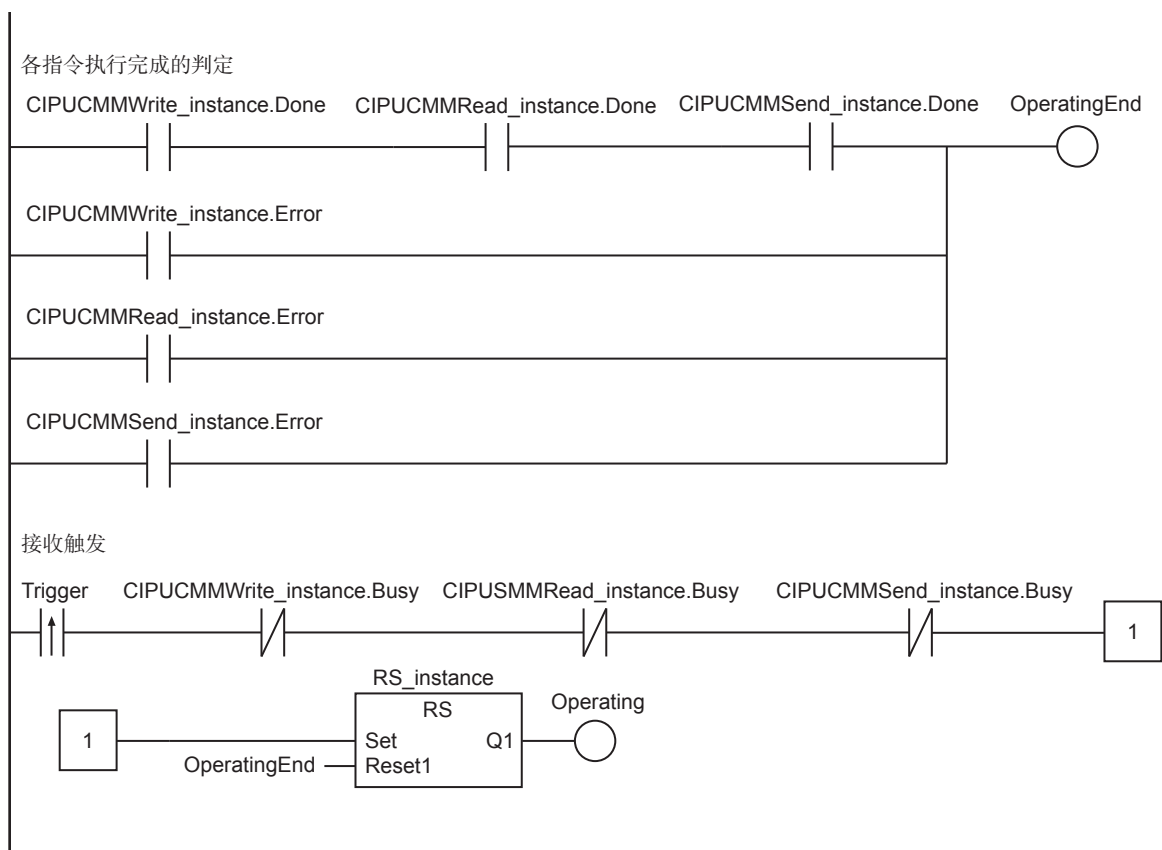 各指令执行完成的判定
CIPUCMMWrite_instance.Done CIPUCMMRead_instance.Done CIPUCMMSend_instance.Done OperatingEnd
CIPUCMMWrite_instance.Error
CIPUCMMRead_instance.Error
CIPUCMMSend_instance.Error
接收触发
Trigger CIPUCMMWrite_instance.Busy CIPUSMMRead_instance.Busy CIPUCMMSend_instance.Busy
1
RS_instance
RS Operating
1 Set Q1
OperatingEnd Reset1